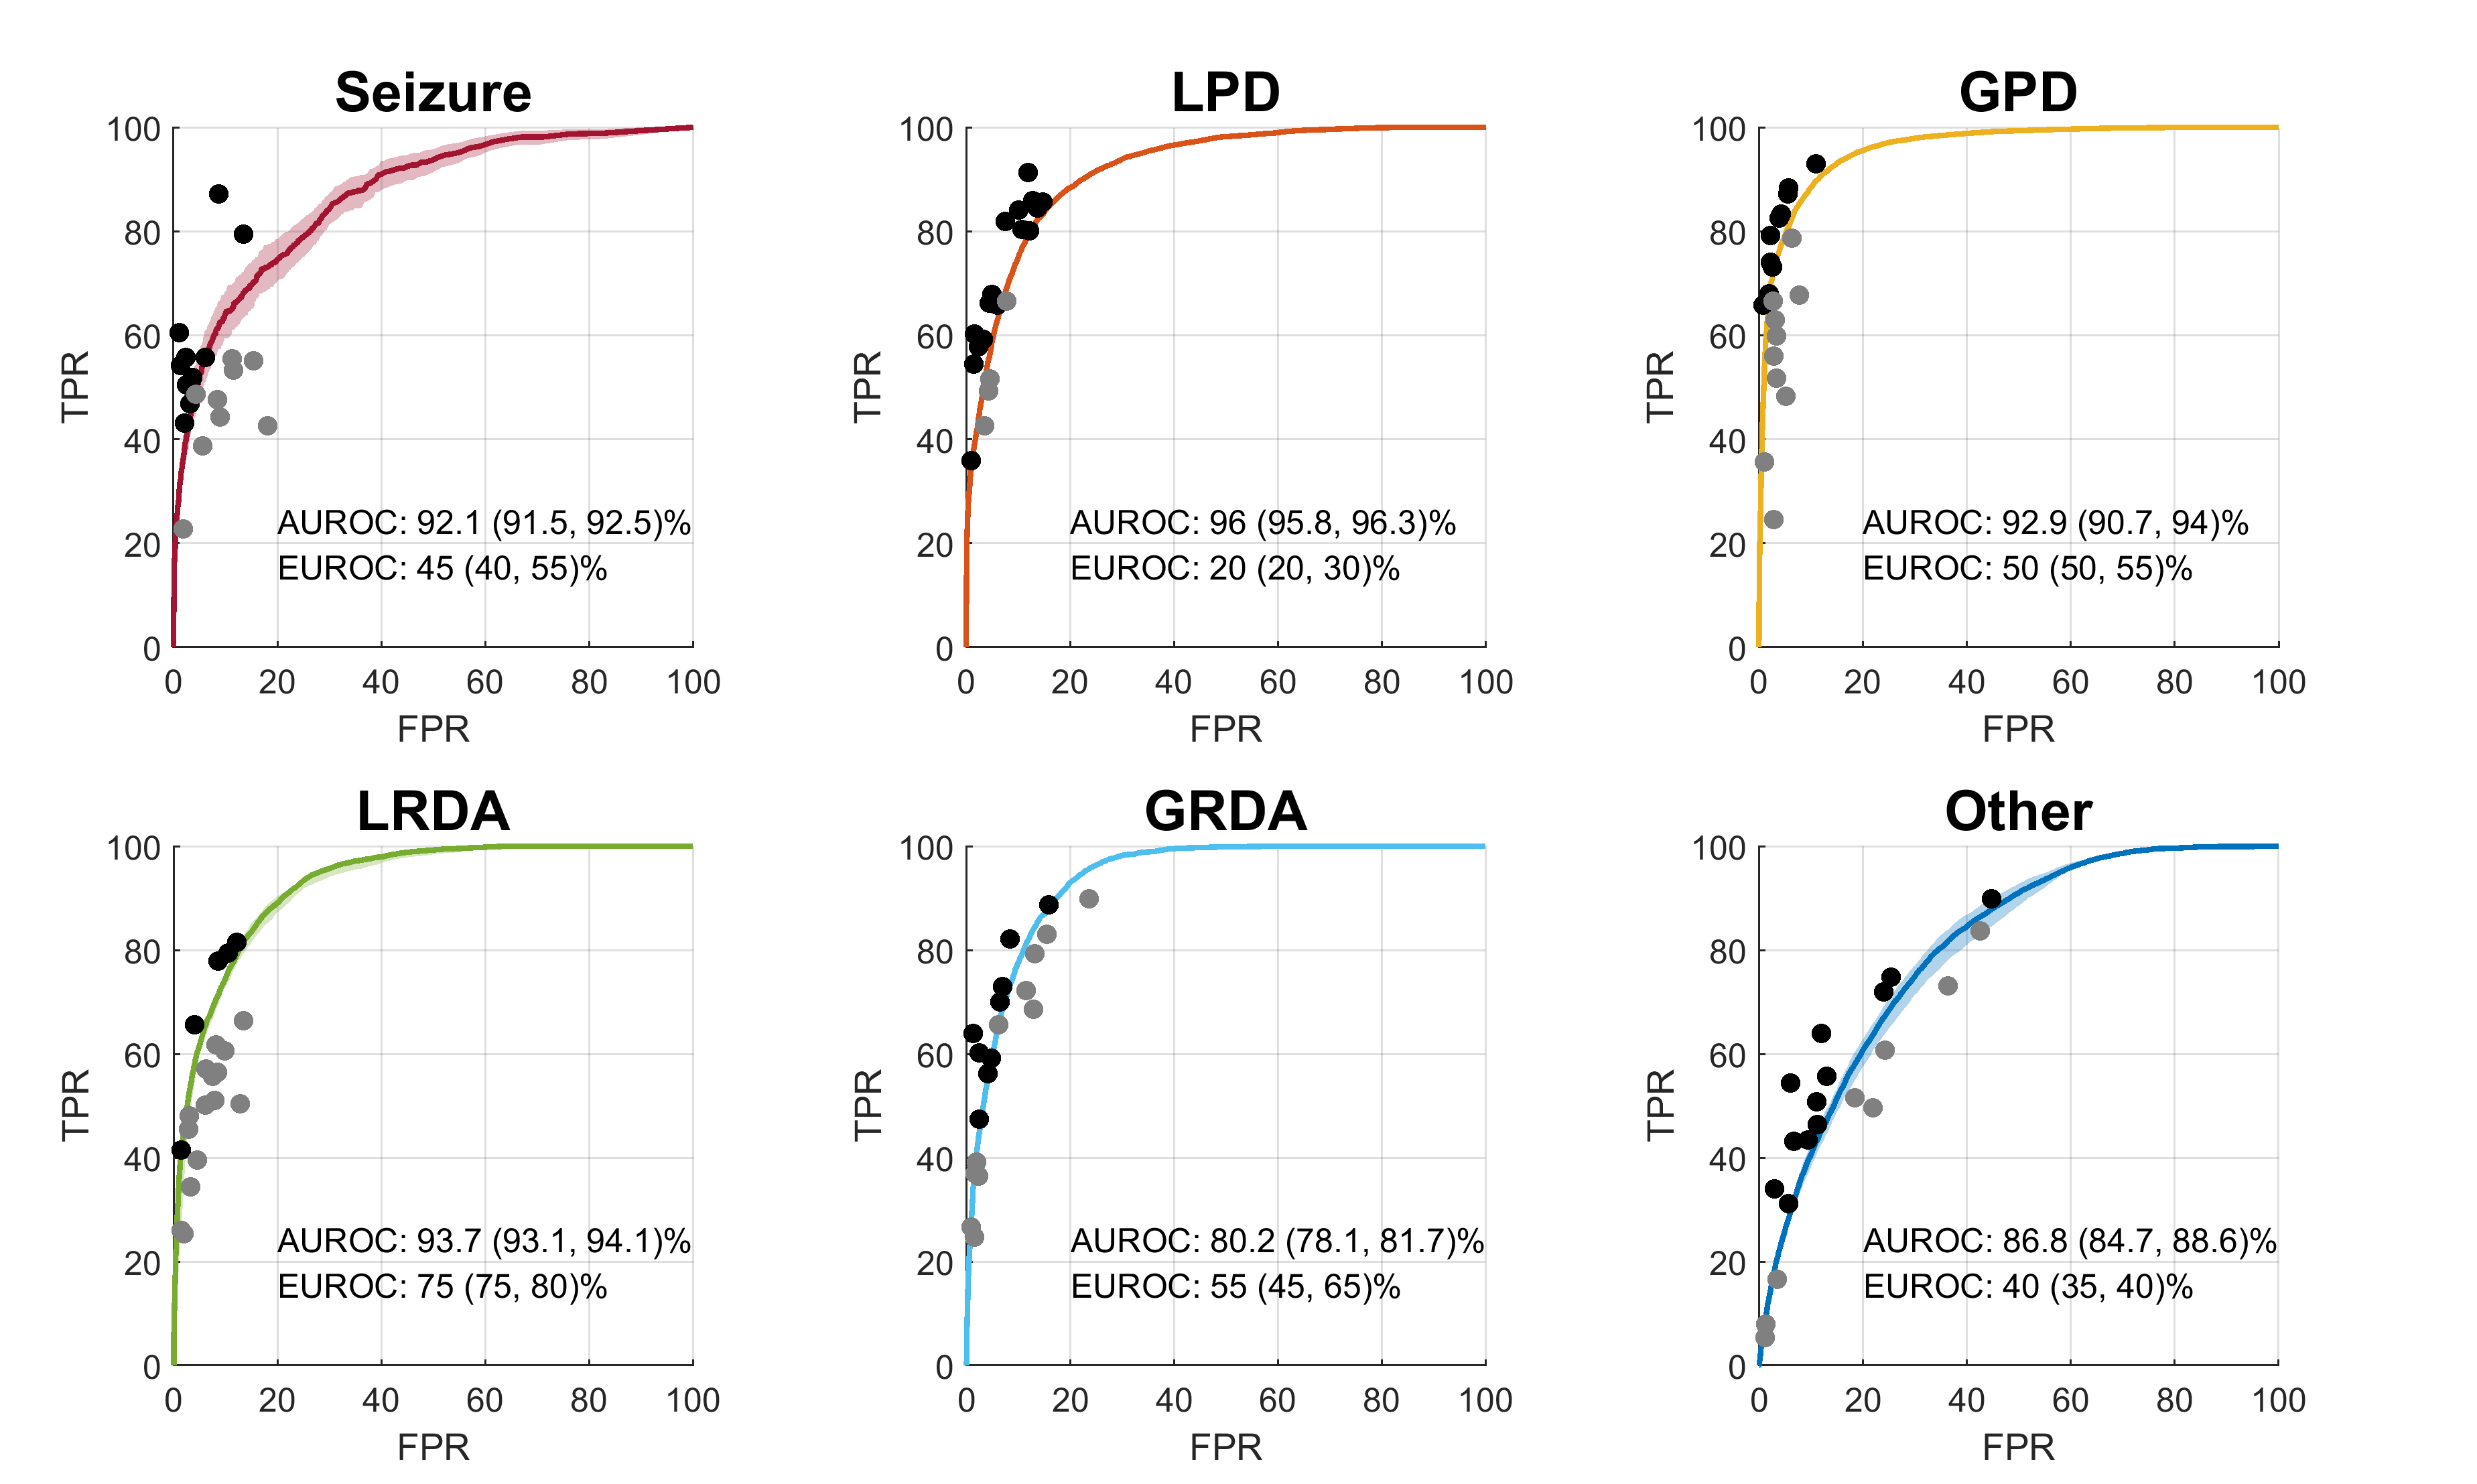 Seizure
100
80
60
40
20
0
TPR
AUROC: 92.1 (91.5, 92.5)%
EUROC: 45 (40, 55)%
0 20 40 60 80 100
FPR
LPD
100
80
60
40
20
0
TPR
AUROC: 96 (95.8, 96.3)%
EUROC: 20 (20, 30)%
0 20 40 60 80 100
FPR
GPD
100
80
60
40
20
0
TPR
AUROC: 92.9 (90.7, 94)%
EUROC: 50 (50, 55)%
0 20 40 60 80 100
FPR
LRDA
100
80
60
40
20
0
TPR
AUROC: 93.7 (93.1, 94.1)%
EUROC: 75 (75, 80)%
0 20 40 60 80 100
FPR
GRDA
100
80
60
40
20
0
TPR
AUROC: 80.2 (78.1, 81.7)%
EUROC: 55 (45, 65)%
0 20 40 60 80 100
FPR
Other
100
80
60
40
20
0
TPR
AUROC: 86.8 (84.7, 88.6)%
EUROC: 40 (35, 40)%
0 20 40 60 80 100
FPR